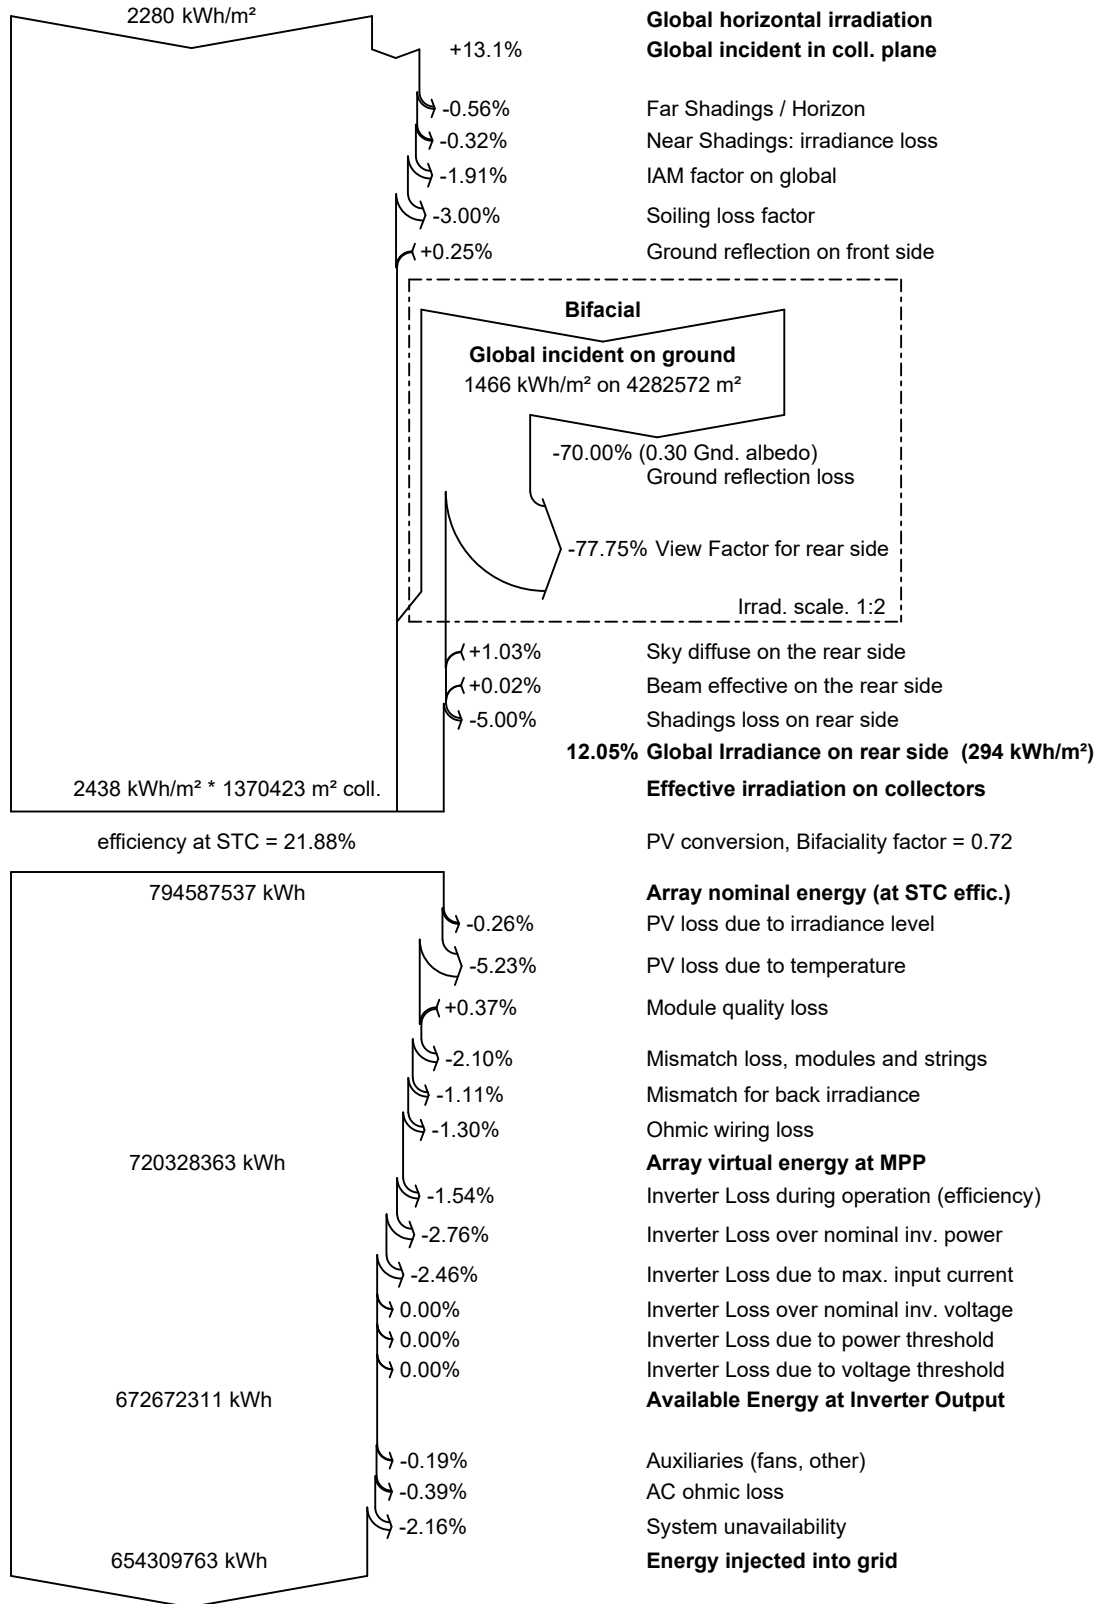 2280 kWh/m² Global horizontal irradiation
+13.1% Global incident in coll. plane
-0.56% Far Shadings / Horizon
-0.32% Near Shadings: irradiance loss
-1.91% IAM factor on global
-3.00% Soiling loss factor
+0.25% Ground reflection on front side
Bifacial
Global incident on ground
1466 kWh/m² on 4282572 m²
-70.00% (0.30 Gnd. albedo)
Ground reflection loss
-77.75% View Factor for rear side
Irrad. scale. 1:2
+1.03% Sky diffuse on the rear side
+0.02% Beam effective on the rear side
-5.00% Shadings loss on rear side
12.05% Global Irradiance on rear side (294 kWh/m²)
2438 kWh/m² * 1370423 m² coll. Effective irradiation on collectors
efficiency at STC = 21.88% PV conversion, Bifaciality factor = 0.72
794587537 kWh Array nominal energy (at STC effic.)
-0.26% PV loss due to irradiance level
-5.23% PV loss due to temperature
+0.37% Module quality loss
-2.10% Mismatch loss, modules and strings
-1.11% Mismatch for back irradiance
-1.30% Ohmic wiring loss
720328363 kWh Array virtual energy at MPP
-1.54% Inverter Loss during operation (efficiency)
-2.76% Inverter Loss over nominal inv. power
-2.46% Inverter Loss due to max. input current
0.00% Inverter Loss over nominal inv. voltage
0.00% Inverter Loss due to power threshold
0.00% Inverter Loss due to voltage threshold
672672311 kWh Available Energy at Inverter Output
-0.19% Auxiliaries (fans, other)
-0.39% AC ohmic loss
-2.16% System unavailability
654309763 kWh Energy injected into grid